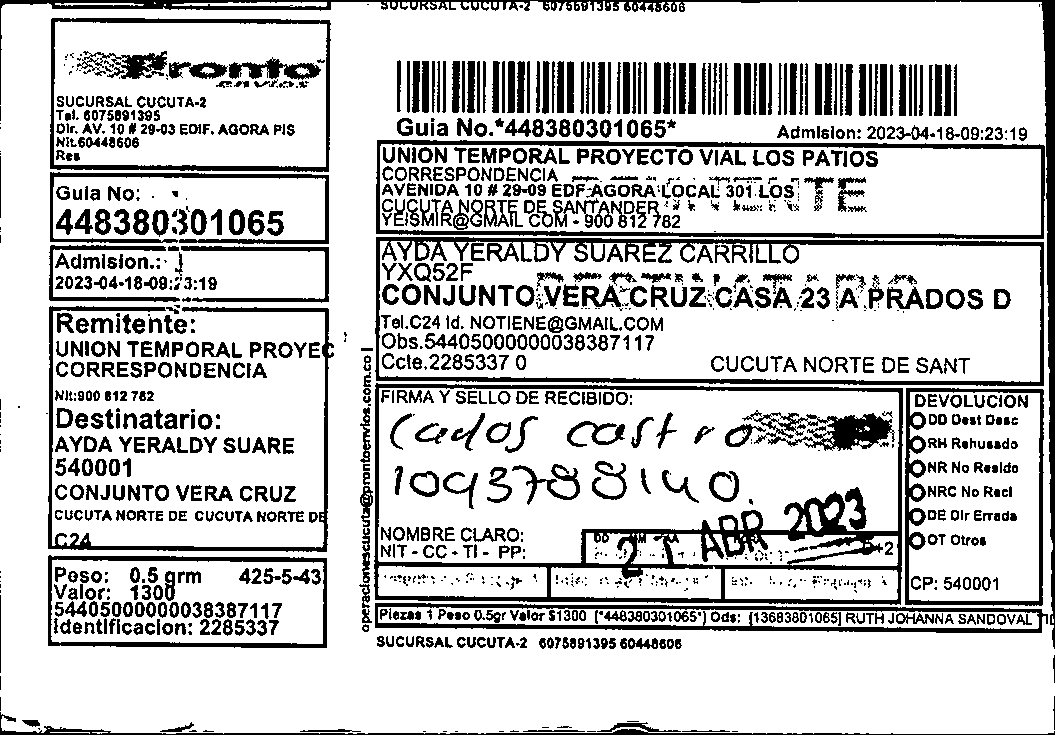 SUCURSAL CUCUTA-2 6075891395 60448606
Pronto
envios
SUCURSAL CUCUTA-2
Tel. 6075891395
Dir. AV. 10 # 29-03 EDIF. AGORA PIS
Nit.60448606
Res
Guia No:
448380301065
Admision.:
2023-04-18-09:23:19
Remitente:
UNION TEMPORAL PROYEC
CORRESPONDENCIA
Nit:900 812 782
Destinatario:
AYDA YERALDY SUARE
540001
CONJUNTO VERA CRUZ
CUCUTA NORTE DE CUCUTA NORTE DE
C24
Peso: 0.5 grm 425-5-43
Valor: 1300
54405000000038387117
Identificacion: 2285337
operacionescucuta@prontoenvios.com.co |
Guia No.*448380301065*
Admision: 2023-04-18-09:23:19
UNION TEMPORAL PROYECTO VIAL LOS PATIOS
CORRESPONDENCIA
AVENIDA 10 # 29-09 EDF AGORA LOCAL 301 LOS
CUCUTA NORTE DE SANTANDER
YEISMIR@GMAIL COM - 900 812 782
AYDA YERALDY SUAREZ CARRILLO
YXQ52F
DESTINATARIO
CONJUNTO VERA CRUZ CASA 23 A PRADOS D
Tel.C24 Id. NOTIENE@GMAIL.COM
Obs.54405000000038387117
Ccte.2285337 0
CUCUTA NORTE DE SANT
FIRMA Y SELLO DE RECIBIDO:
Carlos castro
1093788140.
NOMBRE CLARO:
NIT - CC - TI - PP:
21 ABR 2023
D+2
DEVOLUCION
DD Dest Desc
RH Rehusado
NR No Resido
NRC No Recl
DE Dir Errada
OT Otros
CP: 540001
Piezas 1 Peso 0.5gr Valor $1300 [*448380301065*] Ods: [13683801065] RUTH JOHANNA SANDOVAL
SUCURSAL CUCUTA-2 6075891395 60448606